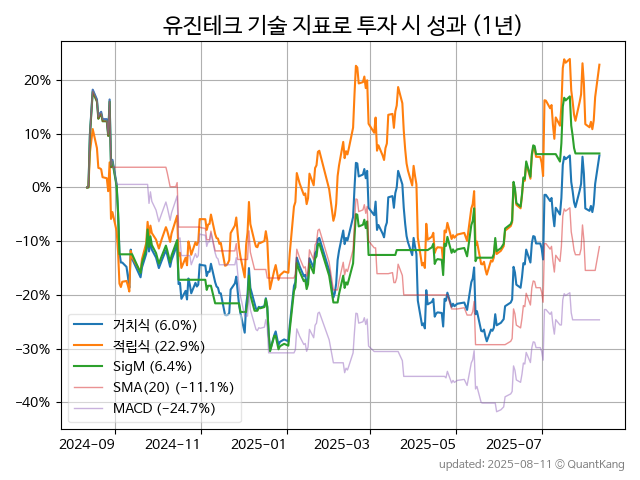 유진테크 기술 지표로 투자 시 성과 (1년)
20%
10%
0%
−10%
−20%
−30%
−40%
거치식 (6.0%)
적립식 (22.9%)
SigM (6.4%)
SMA(20) (−11.1%)
MACD (−24.7%)
2024−09
2024−11
2025−01
2025−03
2025−05
2025−07
updated: 2025-08-11 © QuantKang